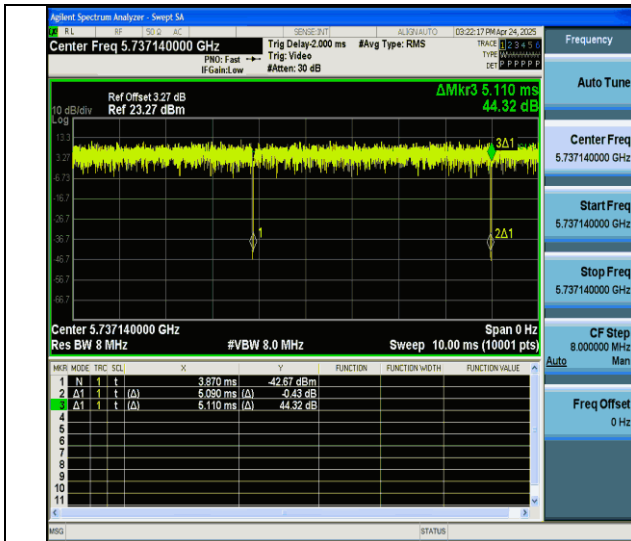 Agilent Spectrum Analyzer - Swept SA
RL RF 50 Ω AC SENSE:INT ALIGNAUTO 03:22:17 PM Apr 24, 2025
Center Freq 5.737140000 GHz
PNO: Fast
IFGain:Low
Trig Delay-2.000 ms
Trig: Video
#Atten: 30 dB
#Avg Type: RMS
TRACE 1 2 3 4 5 6
TYPE
DET P P P P P P
Frequency
Auto Tune
Center Freq
5.737140000 GHz
Start Freq
5.737140000 GHz
Stop Freq
5.737140000 GHz
CF Step
8.000000 MHz
Auto Man
Freq Offset
0 Hz
ΔMkr3 5.110 ms
44.32 dB
Ref Offset 3.27 dB
10 dB/div Ref 23.27 dBm
Log
13.3
3.27
-6.73
-16.7
-26.7
-36.7
-46.7
-56.7
-66.7
3Δ1
1
2Δ1
Center 5.737140000 GHz Span 0 Hz
Res BW 8 MHz #VBW 8.0 MHz Sweep 10.00 ms (10001 pts)
MKR MODE TRC SCL X Y FUNCTION FUNCTION WIDTH FUNCTION VALUE
1 N 1 t 3.870 ms -42.67 dBm
2 Δ1 1 t (Δ) 5.090 ms (Δ) -0.43 dB
3 Δ1 1 t (Δ) 5.110 ms (Δ) 44.32 dB
4
5
6
7
8
9
10
11
MSG STATUS